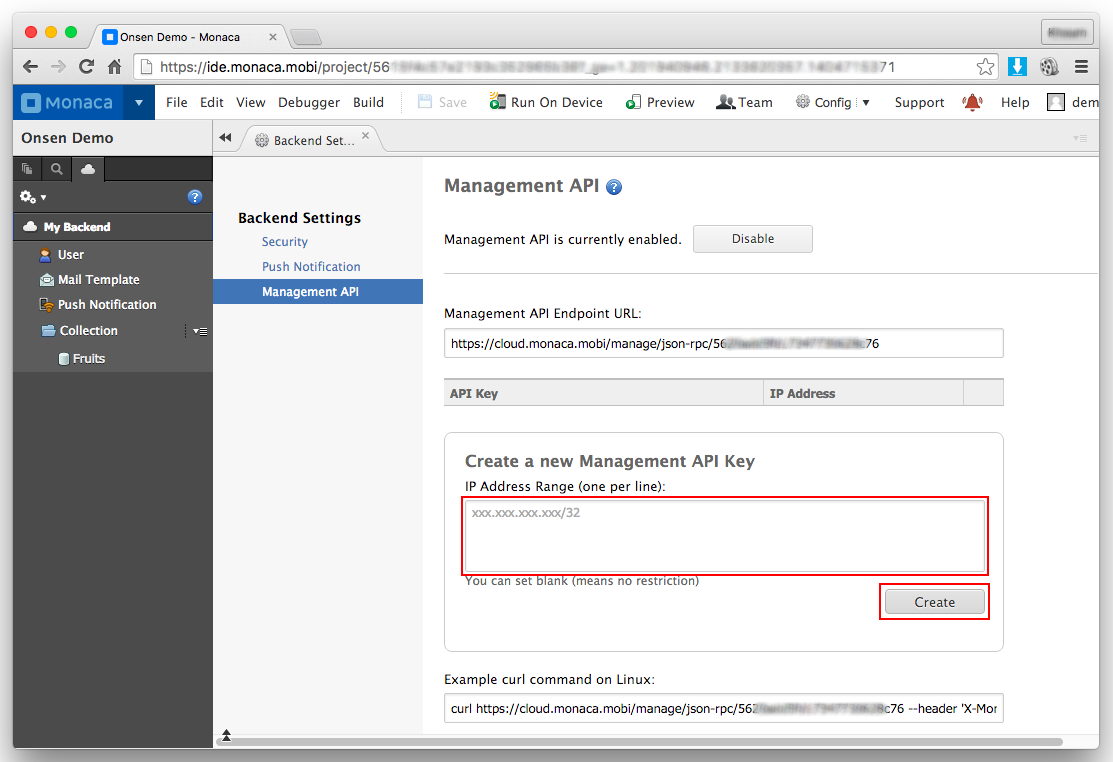 Onsen Demo - Monaca
https://ide.monaca.mobi/project/56 71
Monaca File Edit View Debugger Build Save Run On Device Preview Team Config Support Help dem
Onsen Demo
Backend Set...
My Backend
User
Mail Template
Push Notification
Collection
Fruits
Backend Settings
Security
Push Notification
Management API
Management API
Management API is currently enabled. Disable
Management API Endpoint URL:
https://cloud.monaca.mobi/manage/json-rpc/56 76
API Key IP Address
Create a new Management API Key
IP Address Range (one per line):
xxx.xxx.xxx.xxx/32
You can set blank (means no restriction)
Create
Example curl command on Linux:
curl https://cloud.monaca.mobi/manage/json-rpc/562 c76 --header 'X-Mor